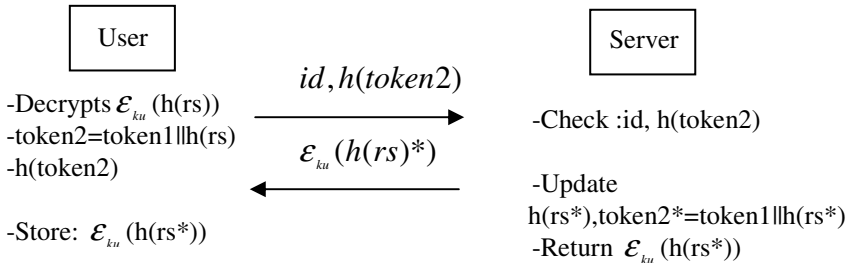 User
Server
-Decrypts ε_ku (h(rs))
-token2=token1||h(rs)
-h(token2)
-Store: ε_ku (h(rs*))
id, h(token2)
ε_ku (h(rs)*)
-Check :id, h(token2)
-Update
h(rs*),token2*=token1||h(rs*)
-Return ε_ku (h(rs*))